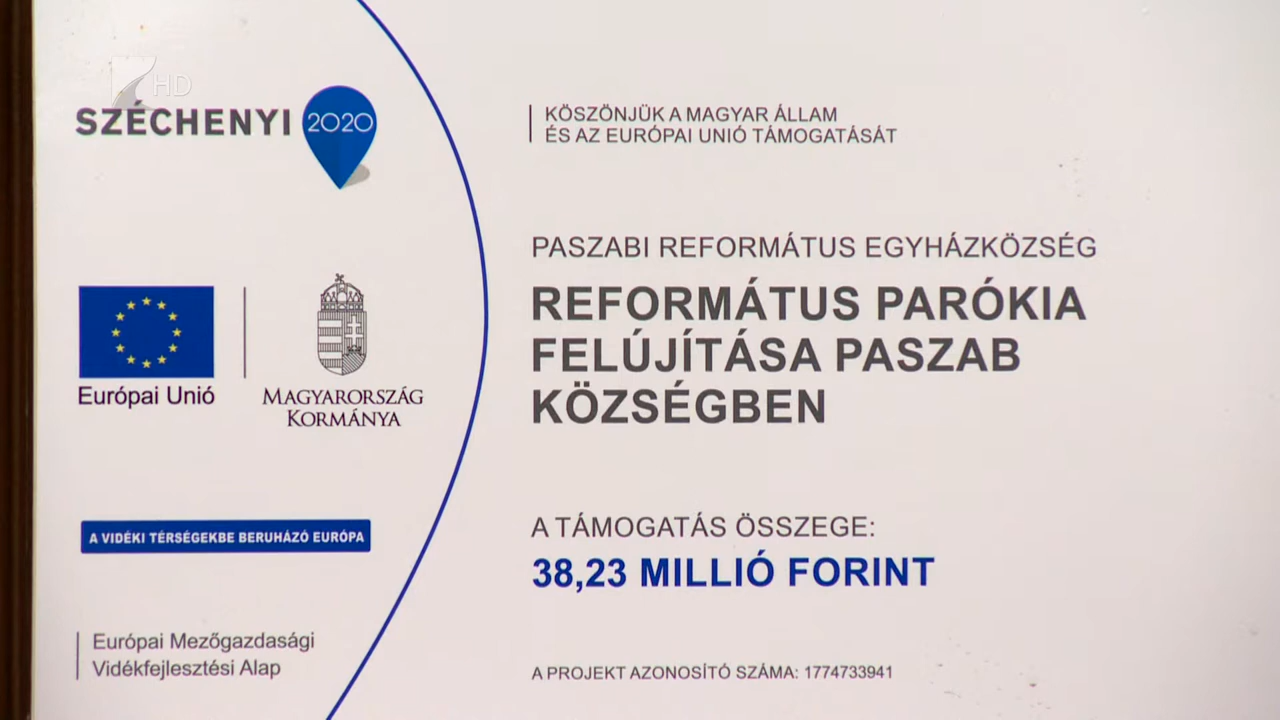 7 HD
SZÉCHENYI 2020
KÖSZÖNJÜK A MAGYAR ÁLLAM
ÉS AZ EURÓPAI UNIÓ TÁMOGATÁSÁT
PASZABI REFORMÁTUS EGYHÁZKÖZSÉG
REFORMÁTUS PARÓKIA
FELÚJÍTÁSA PASZAB
KÖZSÉGBEN
Európai Unió
MAGYARORSZÁG
KORMÁNYA
A VIDÉKI TÉRSÉGEKBE BERUHÁZÓ EURÓPA
A TÁMOGATÁS ÖSSZEGE:
38,23 MILLIÓ FORINT
Európai Mezőgazdasági
Vidékfejlesztési Alap
A PROJEKT AZONOSÍTÓ SZÁMA: 1774733941